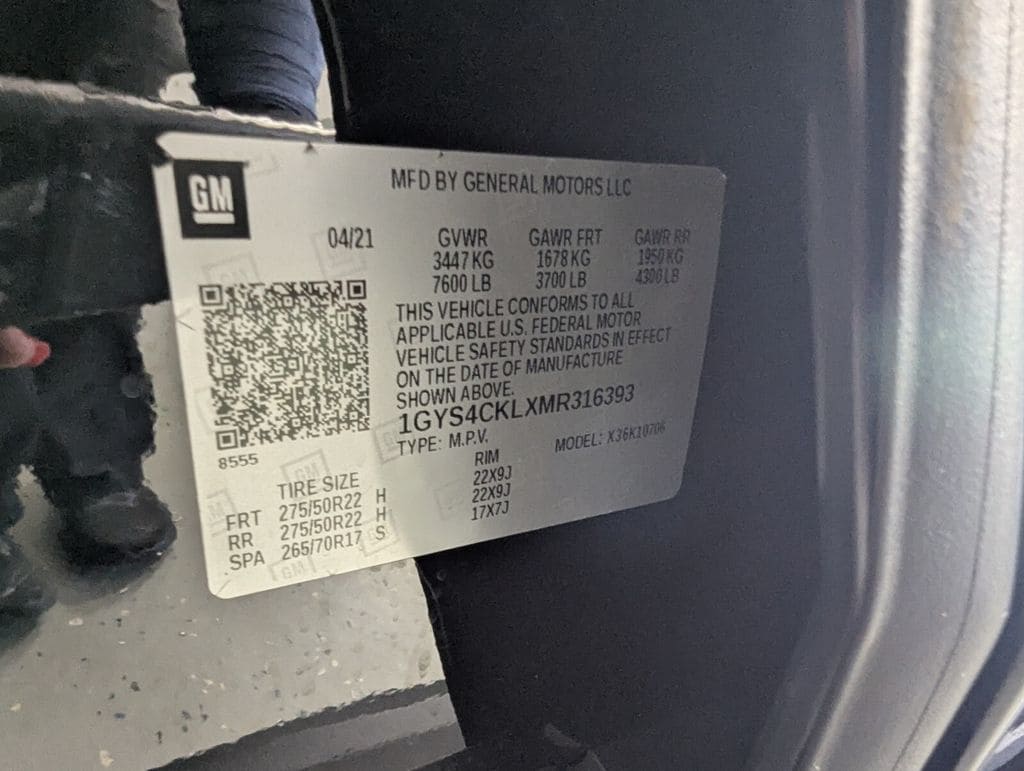 GM
MFD BY GENERAL MOTORS LLC
04/21 GVWR GAWR FRT GAWR RR
3447 KG 1678 KG 1950 KG
7600 LB 3700 LB 4300 LB
THIS VEHICLE CONFORMS TO ALL
APPLICABLE U.S. FEDERAL MOTOR
VEHICLE SAFETY STANDARDS IN EFFECT
ON THE DATE OF MANUFACTURE
SHOWN ABOVE.
1GYS4CKLXMR316393
TYPE: M.P.V. MODEL: X36K10706
8555
TIRE SIZE RIM
FRT 275/50R22 H 22X9J
RR 275/50R22 H 22X9J
SPA 265/70R17 S 17X7J